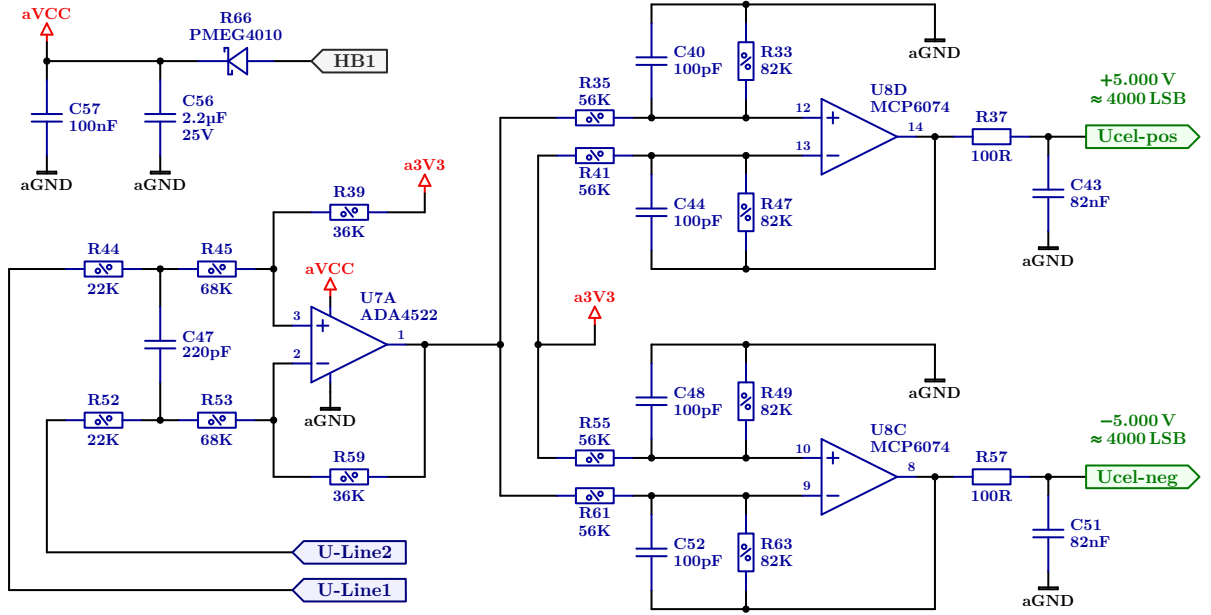 aVCC
R66
PMEG4010
HB1
C57
100nF
C56
2.2µF
25V
aGND
aGND
R39
36K
a3V3
R44
22K
R45
68K
C47
220pF
R52
22K
R53
68K
aVCC
U7A
ADA4522
3
2
1
aGND
R59
36K
U-Line2
U-Line1
C40
100pF
R33
82K
aGND
R35
56K
R41
56K
12
13
14
U8D
MCP6074
C44
100pF
R47
82K
R37
100R
+5.000 V
≈ 4000 LSB
Ucel-pos
C43
82nF
aGND
a3V3
C48
100pF
R49
82K
aGND
R55
56K
R61
56K
10
9
8
U8C
MCP6074
C52
100pF
R63
82K
R57
100R
−5.000 V
≈ 4000 LSB
Ucel-neg
C51
82nF
aGND